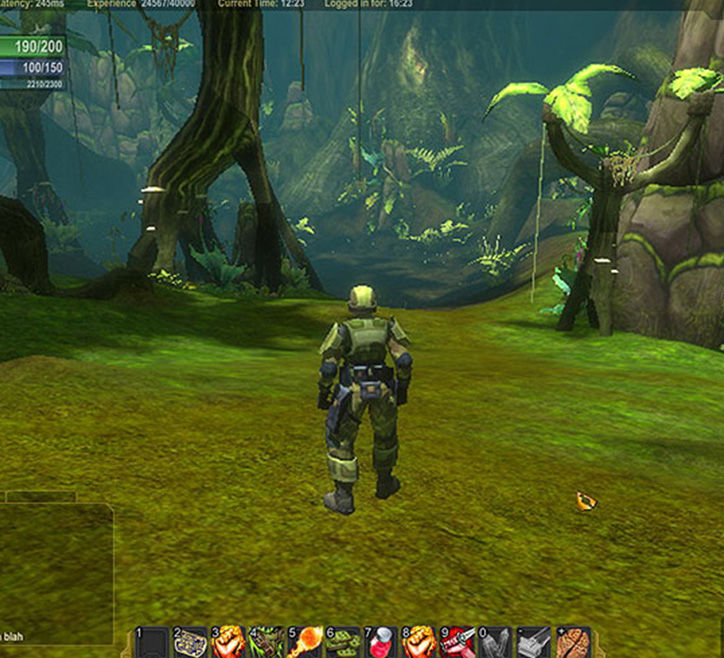 atency: 245ms Experience 24567/40000 Current Time: 12:23 Logged in for: 16:23
190/200
100/150
2210/2300
blah
1 2 3 4 5 6 7 8 9 0 - +